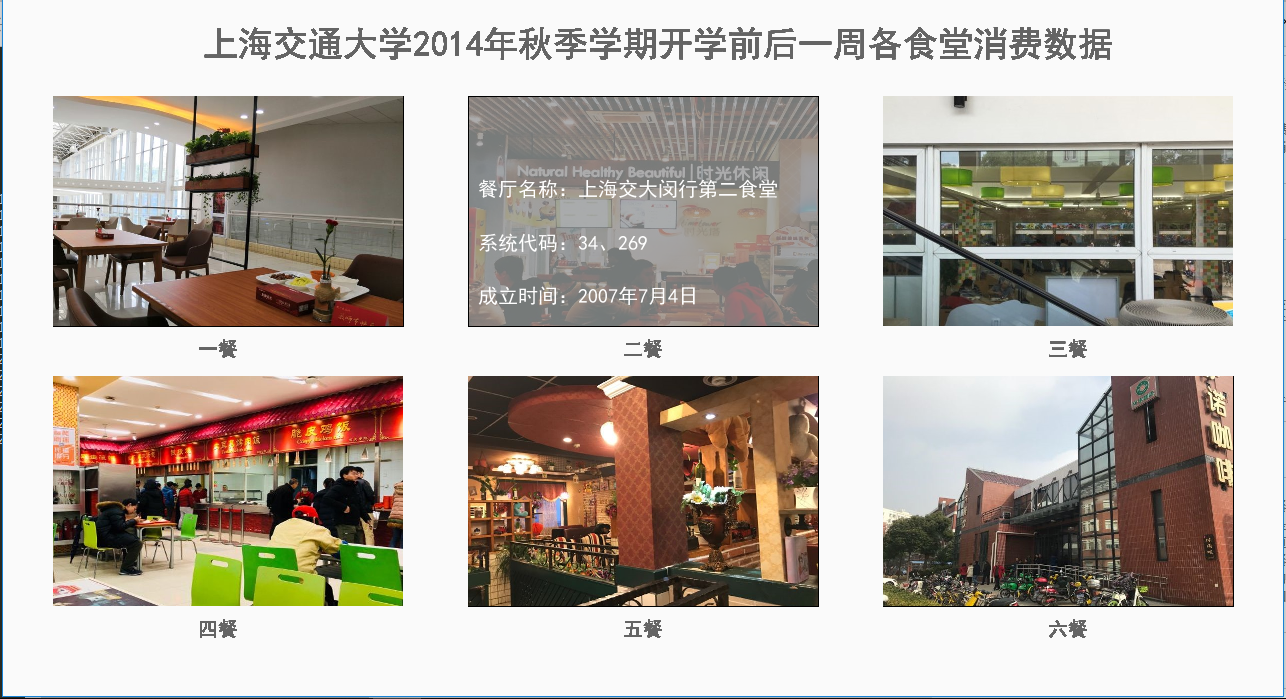 上海交通大学2014年秋季学期开学前后一周各食堂消费数据
Natural Healthy Beautiful 时光休闲
餐厅名称：上海交大闵行第二食堂
系统代码：34、269
成立时间：2007年7月4日
一餐
二餐
三餐
脆皮鸡饭
诺咖啡
四餐
五餐
六餐